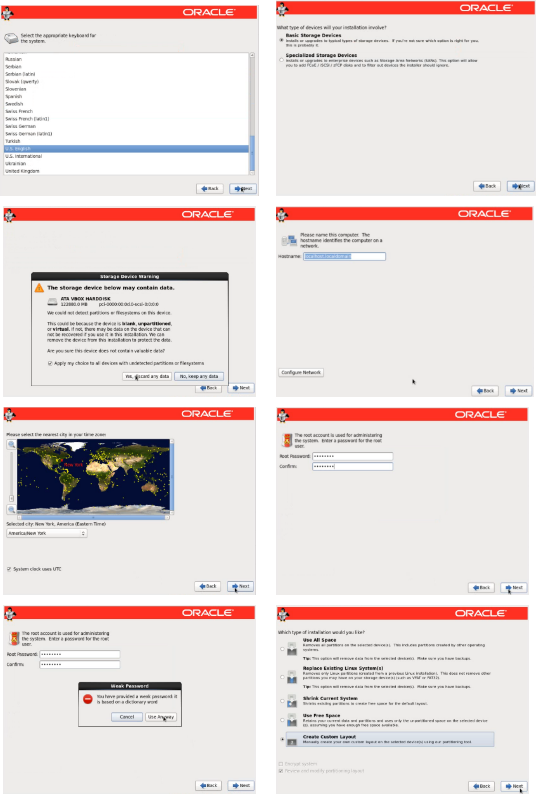 ORACLE
Select the appropriate keyboard for
the system.
Russian
Serbian
Serbian (latin)
Slovak (qwerty)
Slovenian
Spanish
Swedish
Swiss French
Swiss French (latin1)
Swiss German
Swiss German (latin1)
Turkish
U.S. English
U.S. International
Ukrainian
United Kingdom
Back
Next
ORACLE
What type of devices will your installation involve?
Basic Storage Devices
Installs or upgrades to typical types of storage devices. If you're not sure which option is right for you,
this is probably it.
Specialized Storage Devices
Installs or upgrades to enterprise devices such as Storage Area Networks (SANs). This option will allow
you to add FCoE / iSCSI / zFCP disks and to filter out devices the installer should ignore.
Back
Next
ORACLE
Storage Device Warning
The storage device below may contain data.
ATA VBOX HARDDISK
We could not detect partitions or filesystems on this device.
This could be because the device is blank, unpartitioned,
or virtual. If not, there may be data on the device that can
not be recovered if you use it in this installation. We can
remove the device from this installation to protect the data.
Are you sure this device does not contain valuable data?
Apply my choice to all devices with undetected partitions or filesystems
Yes, discard any data
No, keep any data
Back
Next
ORACLE
Please name this computer. The
hostname identifies the computer on a
network.
Hostname:
Configure Network
Back
Next
ORACLE
Please select the nearest city in your time zone:
New York
Selected city: New York, America (Eastern Time)
America/New York
System clock uses UTC
Back
Next
ORACLE
The root account is used for administering
the system. Enter a password for the root
user.
Root Password: ••••••••
Confirm: ••••••••
Back
Next
ORACLE
The root account is used for administering
the system. Enter a password for the root
user.
Root Password: ••••••••
Confirm: ••••••••
Weak Password
You have provided a weak password: it
is based on a dictionary word
Cancel
Use Anyway
Back
Next
ORACLE
Which type of installation would you like?
Use All Space
Removes all partitions on the selected device(s). This includes partitions created by other operating
systems.
Tip: This option will remove data from the selected device(s). Make sure you have backups.
Replace Existing Linux System(s)
Removes only Linux partitions (created from a previous Linux installation). This does not remove other
partitions you may have on your storage device(s) (such as VFAT or FAT32).
Tip: This option will remove data from the selected device(s). Make sure you have backups.
Shrink Current System
Shrinks existing partitions to create free space for the default layout.
Use Free Space
Retains your current data and partitions and uses only the unpartitioned space on the selected device
(s), assuming you have enough free space available.
Create Custom Layout
Manually create your own custom layout on the selected device(s) using our partitioning tool.
Encrypt system
Review and modify partitioning layout
Back
Next